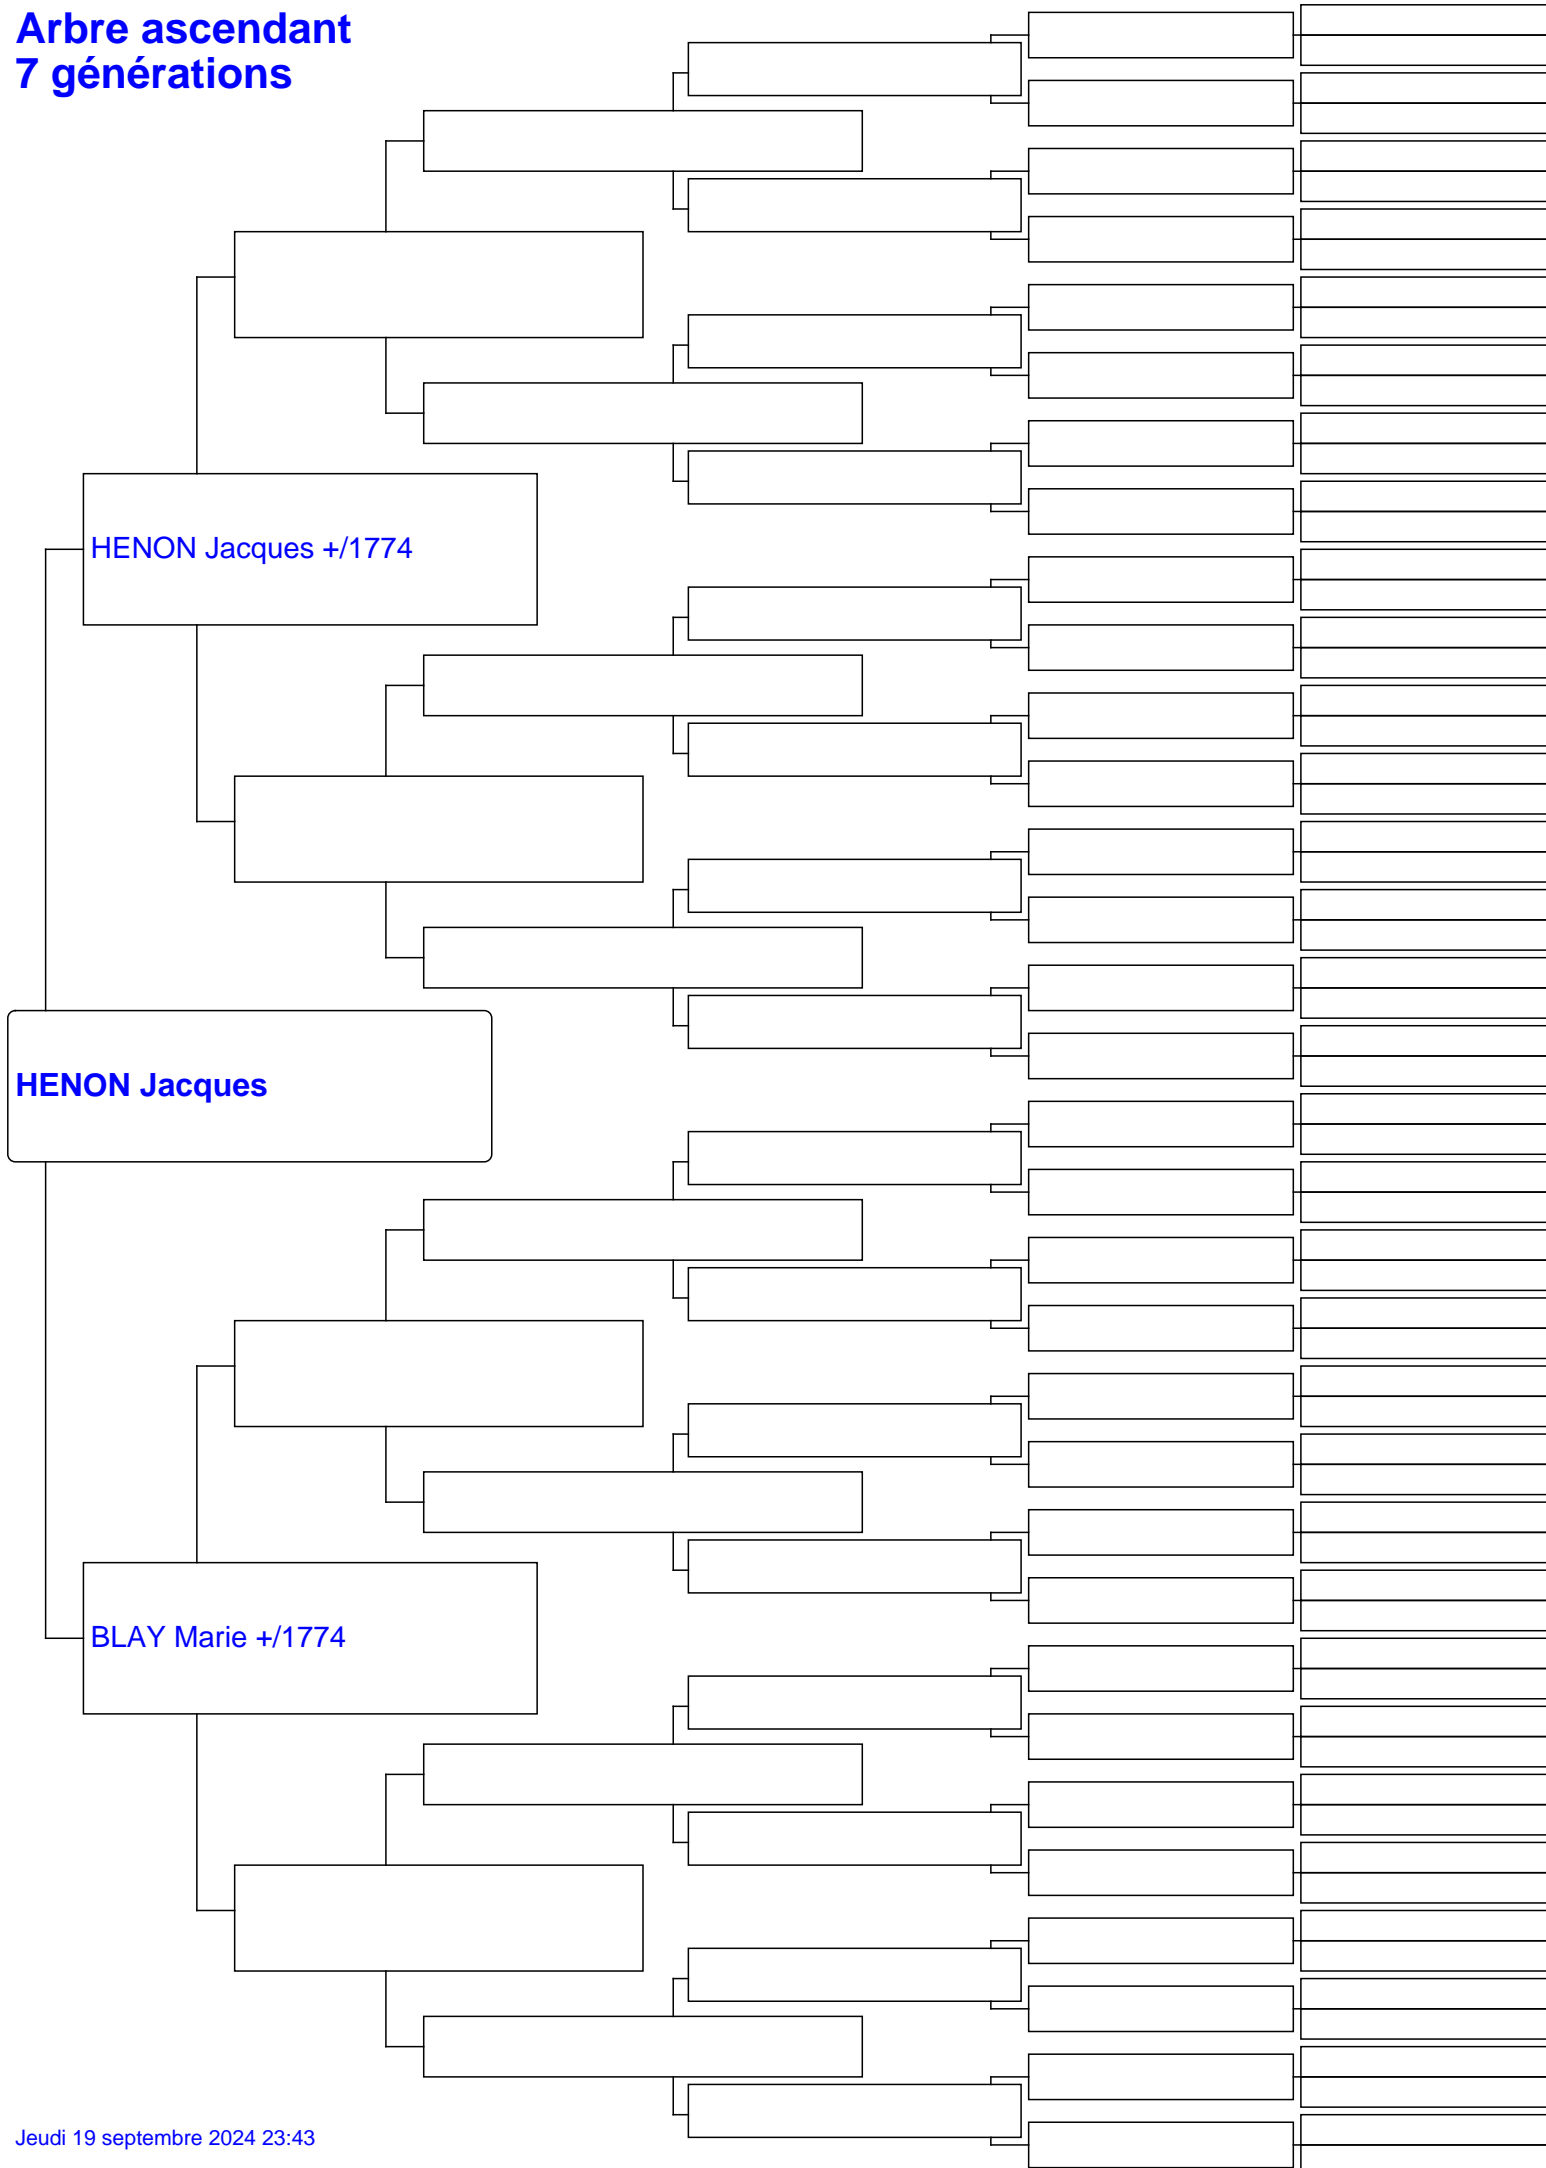 Arbre ascendant
7 générations
HENON Jacques +/1774
HENON Jacques
BLAY Marie +/1774
Jeudi 19 septembre 2024 23:43